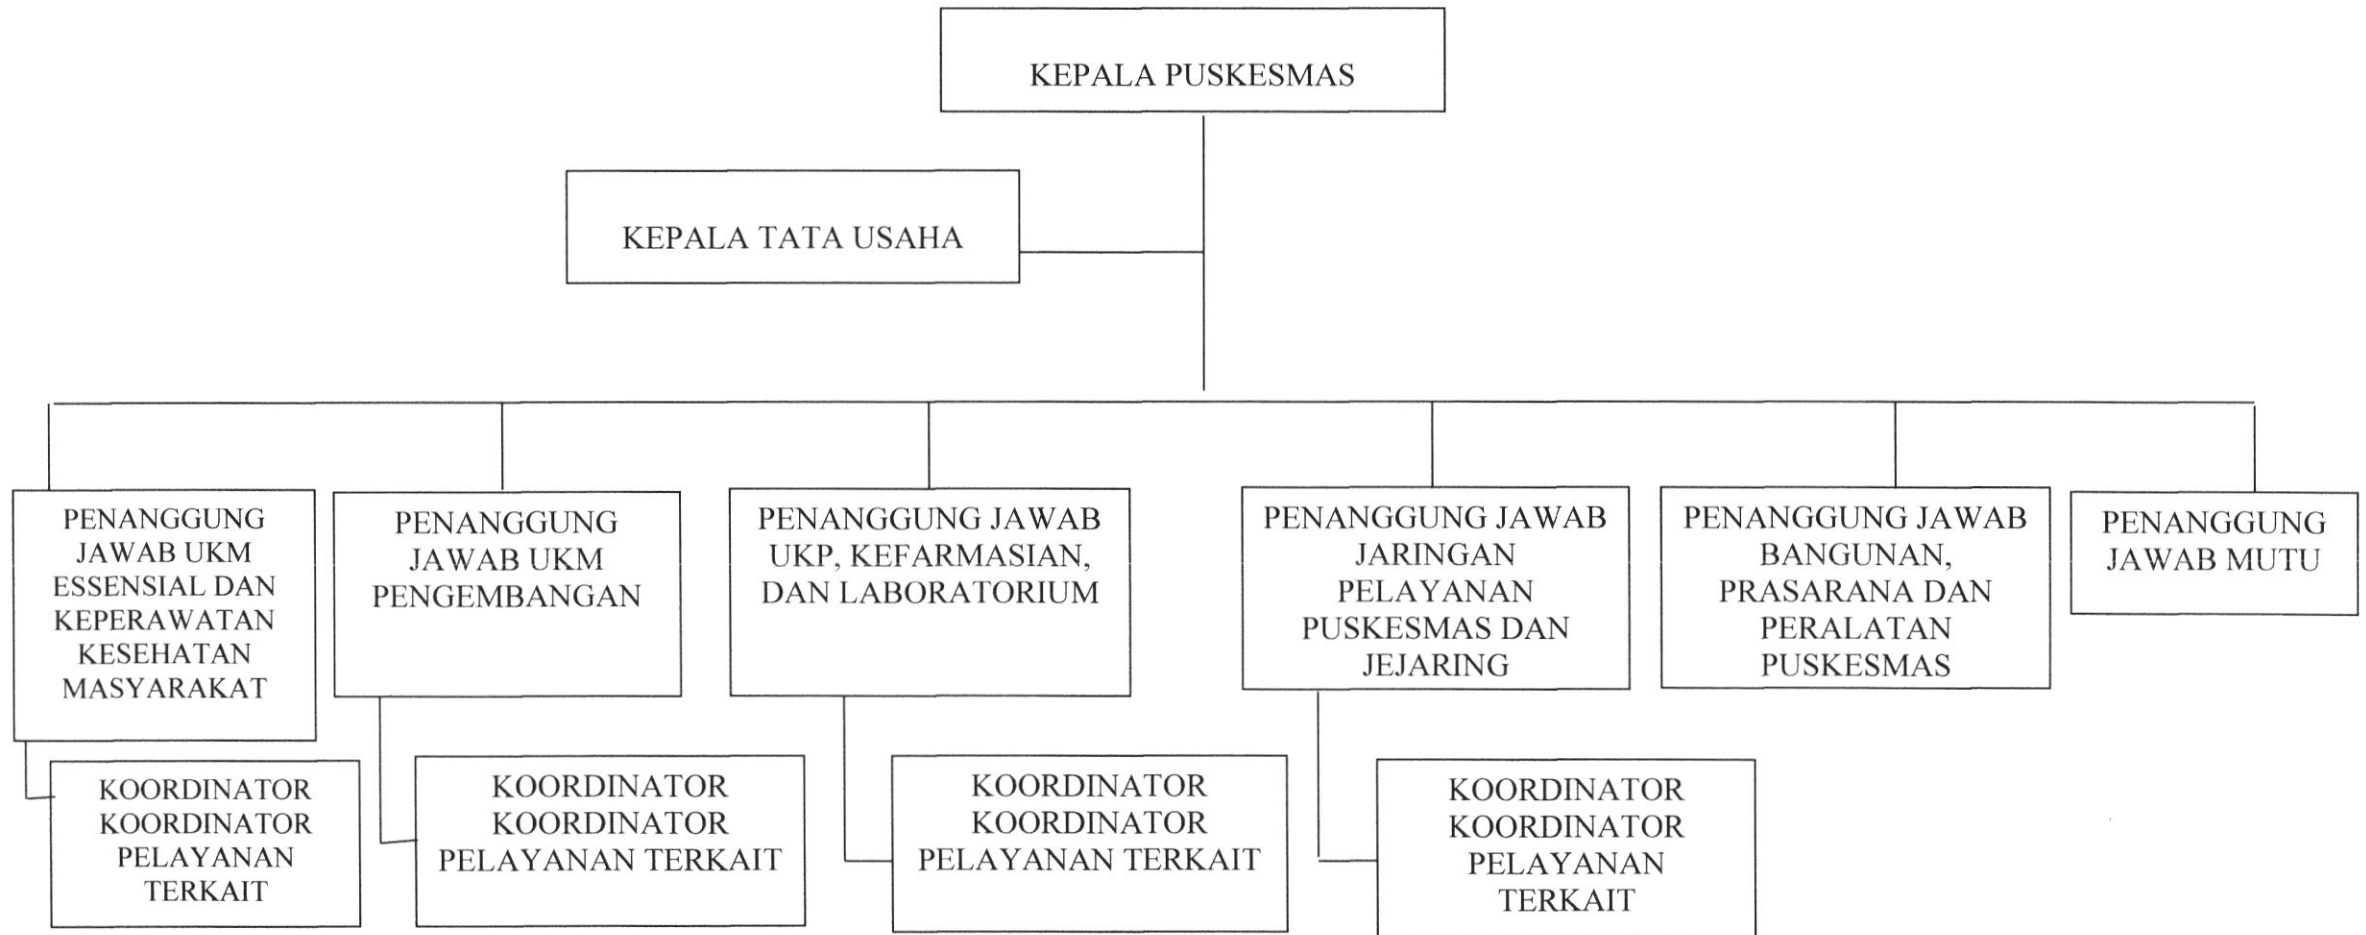 KEPALA PUSKESMAS
KEPALA TATA USAHA
PENANGGUNG
JAWAB UKM
ESSENSIAL DAN
KEPERAWATAN
KESEHATAN
MASYARAKAT
PENANGGUNG
JAWAB UKM
PENGEMBANGAN
PENANGGUNG JAWAB
UKP, KEFARMASIAN,
DAN LABORATORIUM
PENANGGUNG JAWAB
JARINGAN
PELAYANAN
PUSKESMAS DAN
JEJARING
PENANGGUNG JAWAB
BANGUNAN,
PRASARANA DAN
PERALATAN
PUSKESMAS
PENANGGUNG
JAWAB MUTU
KOORDINATOR
KOORDINATOR
PELAYANAN
TERKAIT
KOORDINATOR
KOORDINATOR
PELAYANAN TERKAIT
KOORDINATOR
KOORDINATOR
PELAYANAN TERKAIT
KOORDINATOR
KOORDINATOR
PELAYANAN
TERKAIT